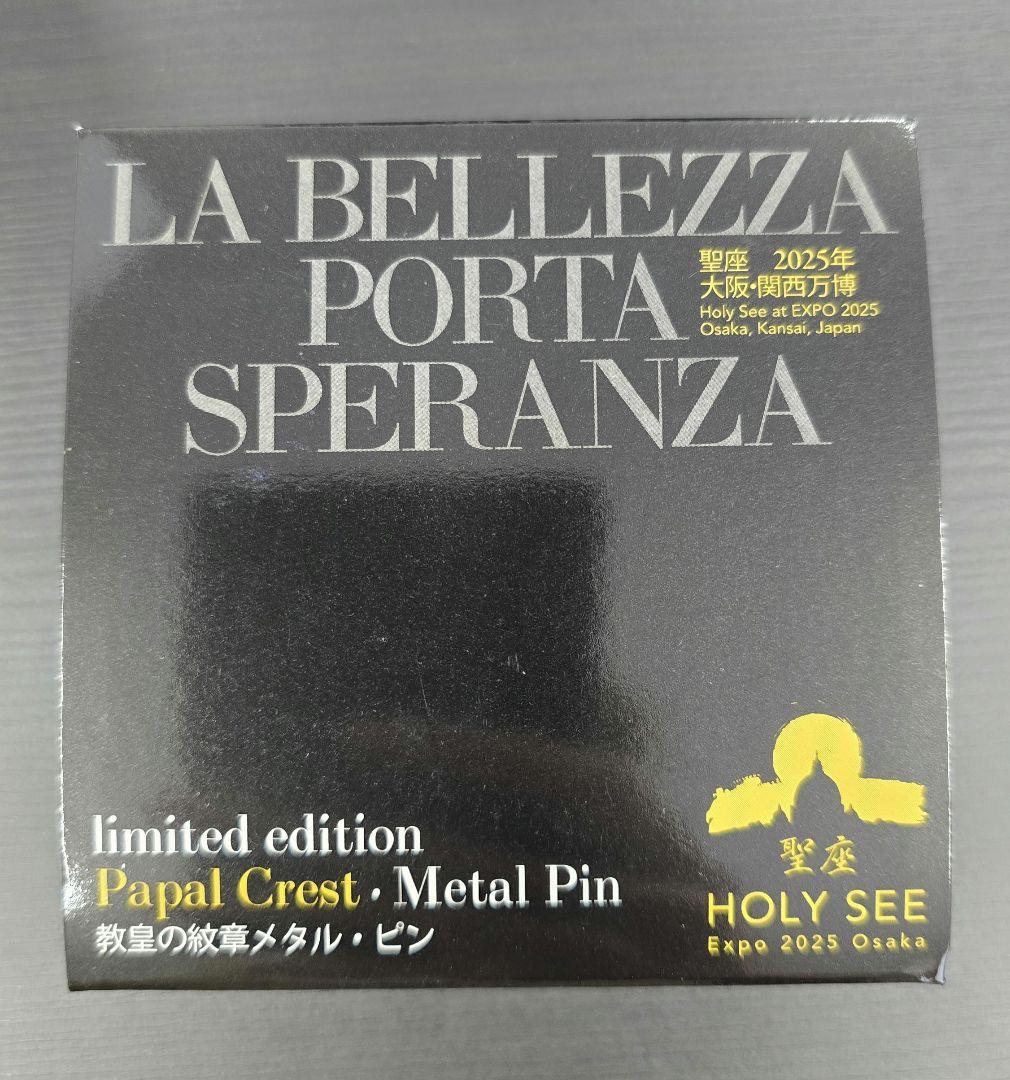 LA BELLEZZA
PORTA
聖座　2025年
大阪・関西万博
Holy See at EXPO 2025
Osaka, Kansai, Japan
SPERANZA
limited edition
Papal Crest · Metal Pin
教皇の紋章メタル・ピン
聖座
HOLY SEE
Expo 2025 Osaka